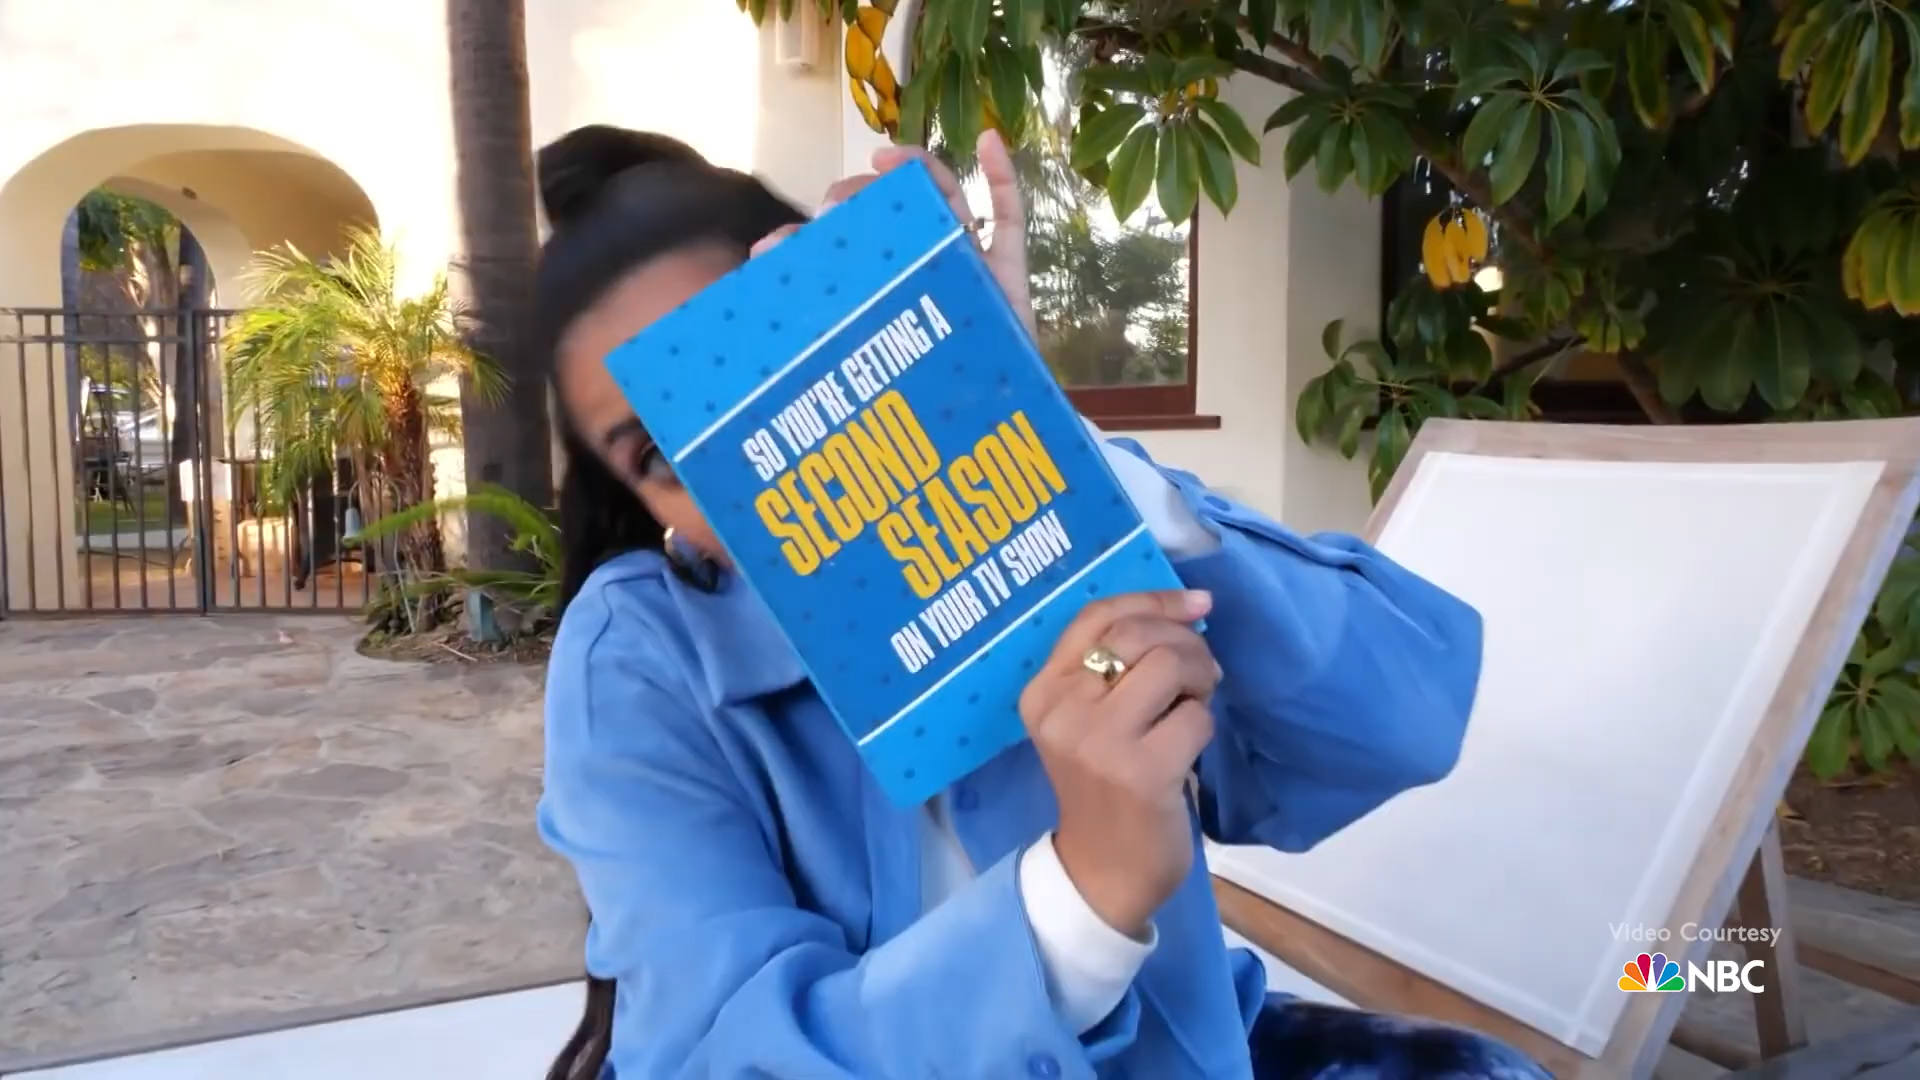 SO YOU'RE GETTING A
SECOND
SEASON
ON YOUR TV SHOW
Video Courtesy
NBC